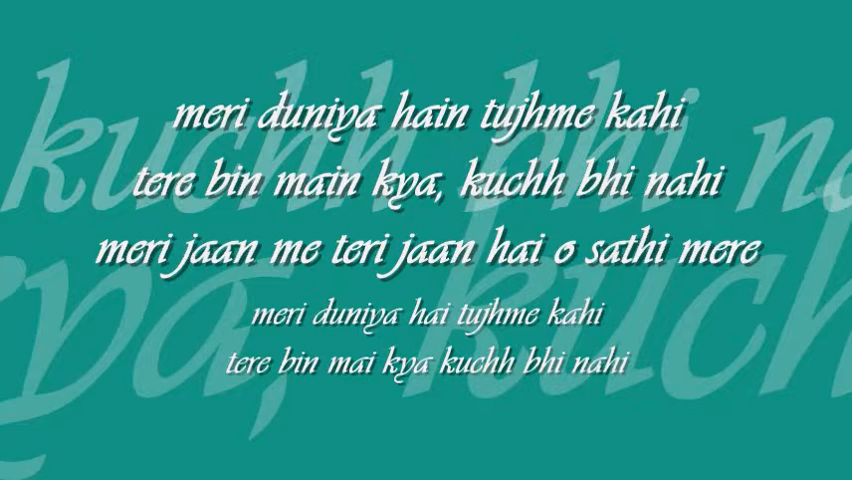 meri duniya hain tujhme kahi
tere bin main kya, kuchh bhi nahi
meri jaan me teri jaan hai o sathi mere
meri duniya hai tujhme kahi
tere bin mai kya kuchh bhi nahi